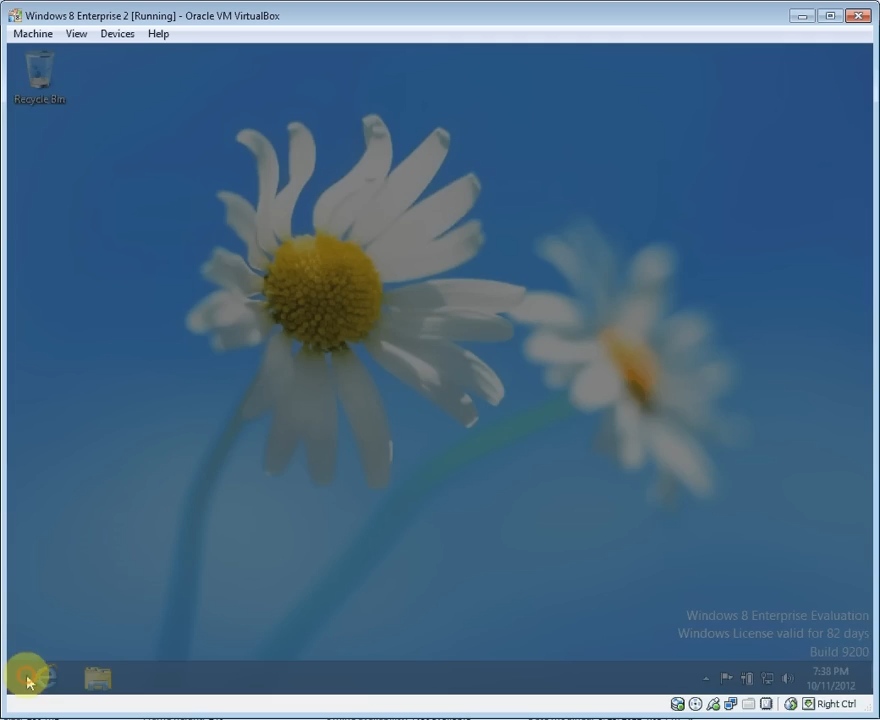 Windows 8 Enterprise 2 [Running] - Oracle VM VirtualBox
Machine View Devices Help
Recycle Bin
Windows 8 Enterprise Evaluation
Windows License valid for 82 days
Build 9200
7:38 PM
10/11/2012
Right Ctrl